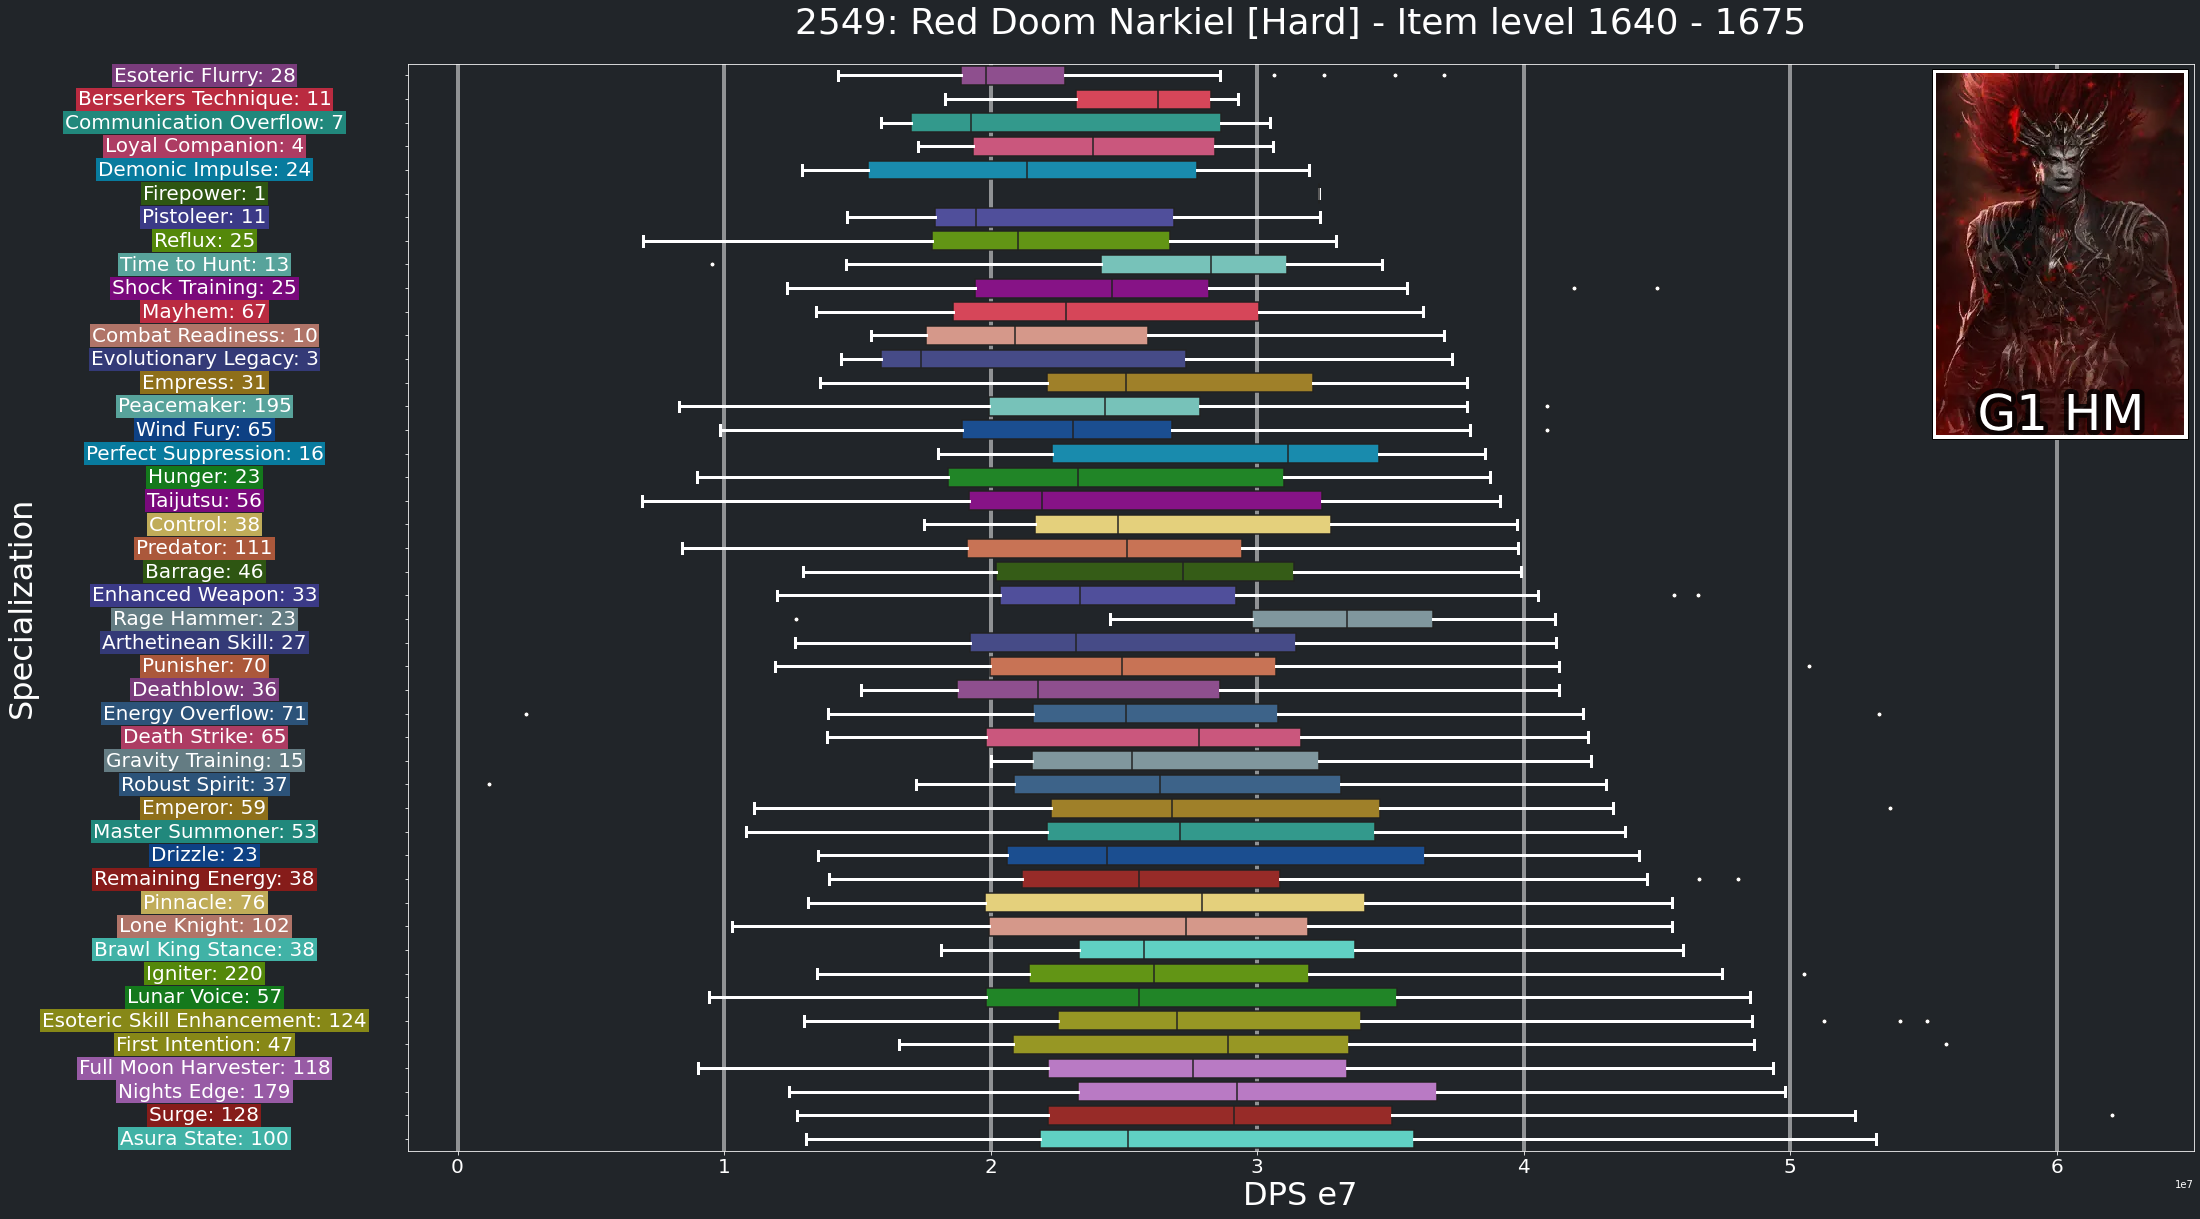 2549: Red Doom Narkiel [Hard] - Item level 1640 - 1675
Esoteric Flurry: 28
Berserkers Technique: 11
Communication Overflow: 7
Loyal Companion: 4
Demonic Impulse: 24
Firepower: 1
Pistoleer: 11
Reflux: 25
Time to Hunt: 13
Shock Training: 25
Mayhem: 67
Combat Readiness: 10
Evolutionary Legacy: 3
Empress: 31
Peacemaker: 195
Wind Fury: 65
Perfect Suppression: 16
Hunger: 23
Taijutsu: 56
Control: 38
Predator: 111
Barrage: 46
Enhanced Weapon: 33
Rage Hammer: 23
Arthetinean Skill: 27
Punisher: 70
Deathblow: 36
Energy Overflow: 71
Death Strike: 65
Gravity Training: 15
Robust Spirit: 37
Emperor: 59
Master Summoner: 53
Drizzle: 23
Remaining Energy: 38
Pinnacle: 76
Lone Knight: 102
Brawl King Stance: 38
Igniter: 220
Lunar Voice: 57
Esoteric Skill Enhancement: 124
First Intention: 47
Full Moon Harvester: 118
Nights Edge: 179
Surge: 128
Asura State: 100
Specialization
G1 HM
0 1 2 3 4 5 6
DPS e7
1e7